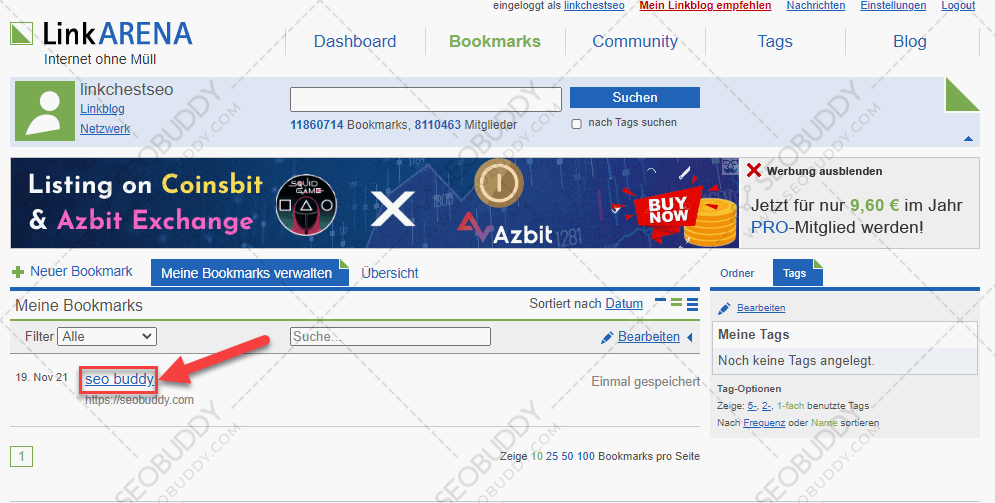 eingeloggt als linkchestseo Mein Linkblog empfehlen Nachrichten Einstellungen Logout
LinkARENA
Internet ohne Müll
Dashboard Bookmarks Community Tags Blog
linkchestseo
Linkblog
Netzwerk
Suchen
11860714 Bookmarks, 8110463 Mitglieder
nach Tags suchen
Listing on Coinsbit
& Azbit Exchange
SQUID
GAME
X
Azbit
1281
BUY
NOW
Werbung ausblenden
Jetzt für nur 9,60 € im Jahr
PRO-Mitglied werden!
Neuer Bookmark Meine Bookmarks verwalten Übersicht
Meine Bookmarks
Sortiert nach Datum
Filter Alle Suche... Bearbeiten
19. Nov 21 seo buddy
https://seobuddy.com
Einmal gespeichert
1
Zeige 10 25 50 100 Bookmarks pro Seite
Ordner Tags
Bearbeiten
Meine Tags
Noch keine Tags angelegt.
Tag-Optionen
Zeige: 5-, 2-, 1-fach benutzte Tags
Nach Frequenz oder Name sortieren
SEOBUDDY
WWW.SEOBUDDY.COM